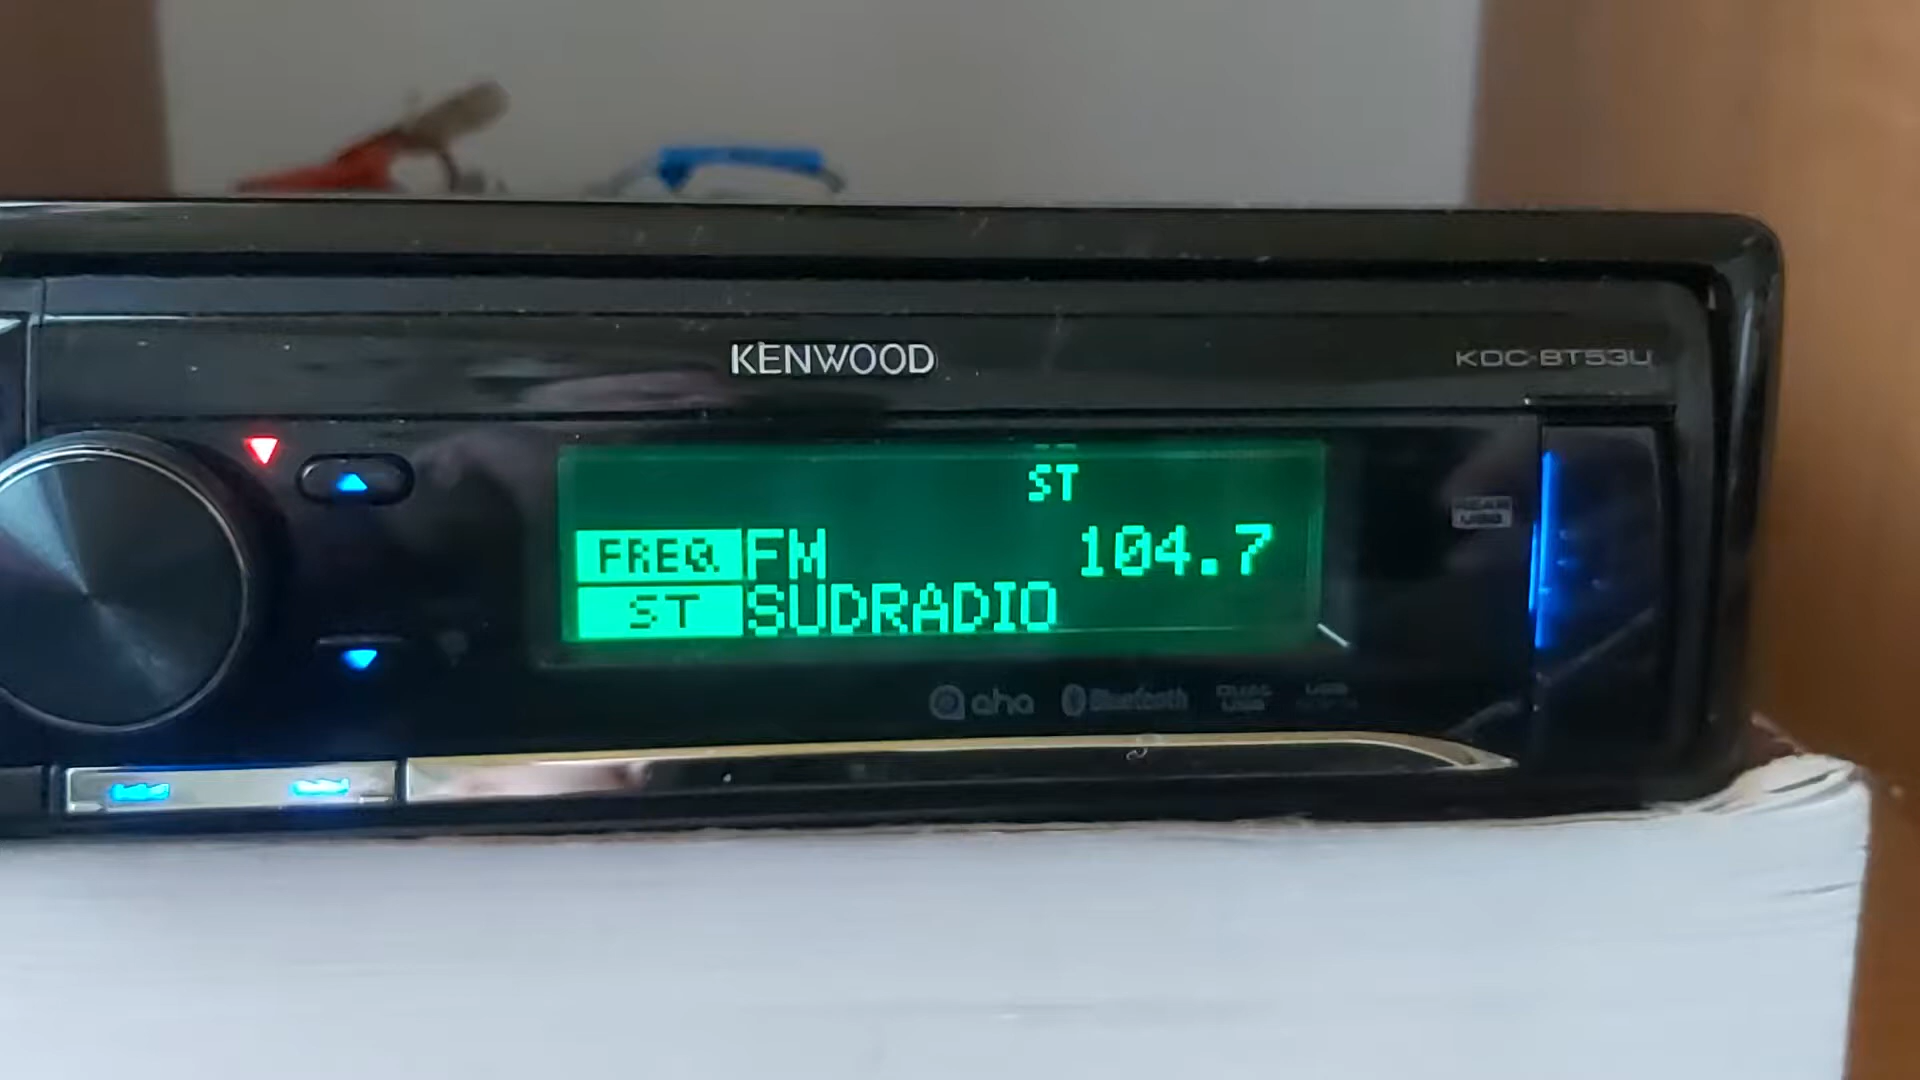 KENWOOD
KDC-BT53U
ST
FREQ FM 104.7
ST SUDRADIO
aha Bluetooth